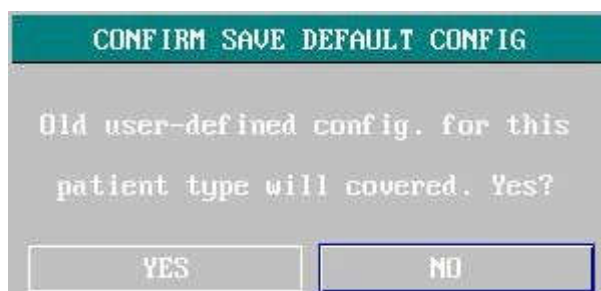 CONFIRM SAVE DEFAULT CONFIG
Old user-defined config. for this
patient type will covered. Yes?
YES NO